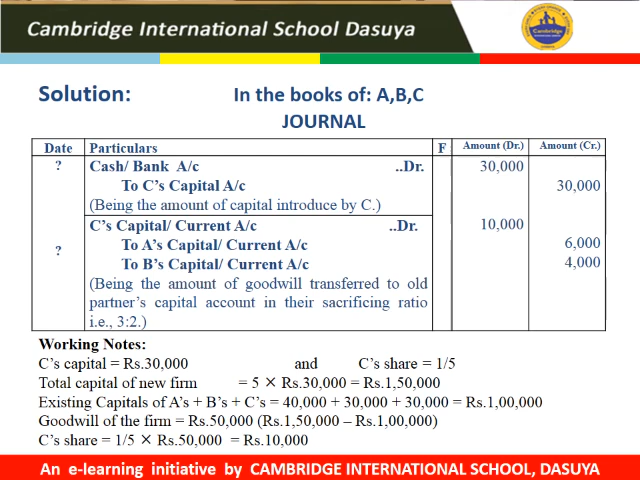 Cambridge International School Dasuya
Cambridge
Solution: In the books of: A,B,C
JOURNAL
Date Particulars F Amount (Dr.) Amount (Cr.)
? Cash/ Bank A/c ..Dr. 30,000
To C's Capital A/c 30,000
(Being the amount of capital introduce by C.)
C's Capital/ Current A/c ..Dr. 10,000
To A's Capital/ Current A/c 6,000
? To B's Capital/ Current A/c 4,000
(Being the amount of goodwill transferred to old
partner's capital account in their sacrificing ratio
i.e., 3:2.)
Working Notes:
C's capital = Rs.30,000 and C's share = 1/5
Total capital of new firm = 5 × Rs.30,000 = Rs.1,50,000
Existing Capitals of A's + B's + C's = 40,000 + 30,000 + 30,000 = Rs.1,00,000
Goodwill of the firm = Rs.50,000 (Rs.1,50,000 – Rs.1,00,000)
C's share = 1/5 × Rs.50,000 = Rs.10,000
An e-learning initiative by CAMBRIDGE INTERNATIONAL SCHOOL, DASUYA